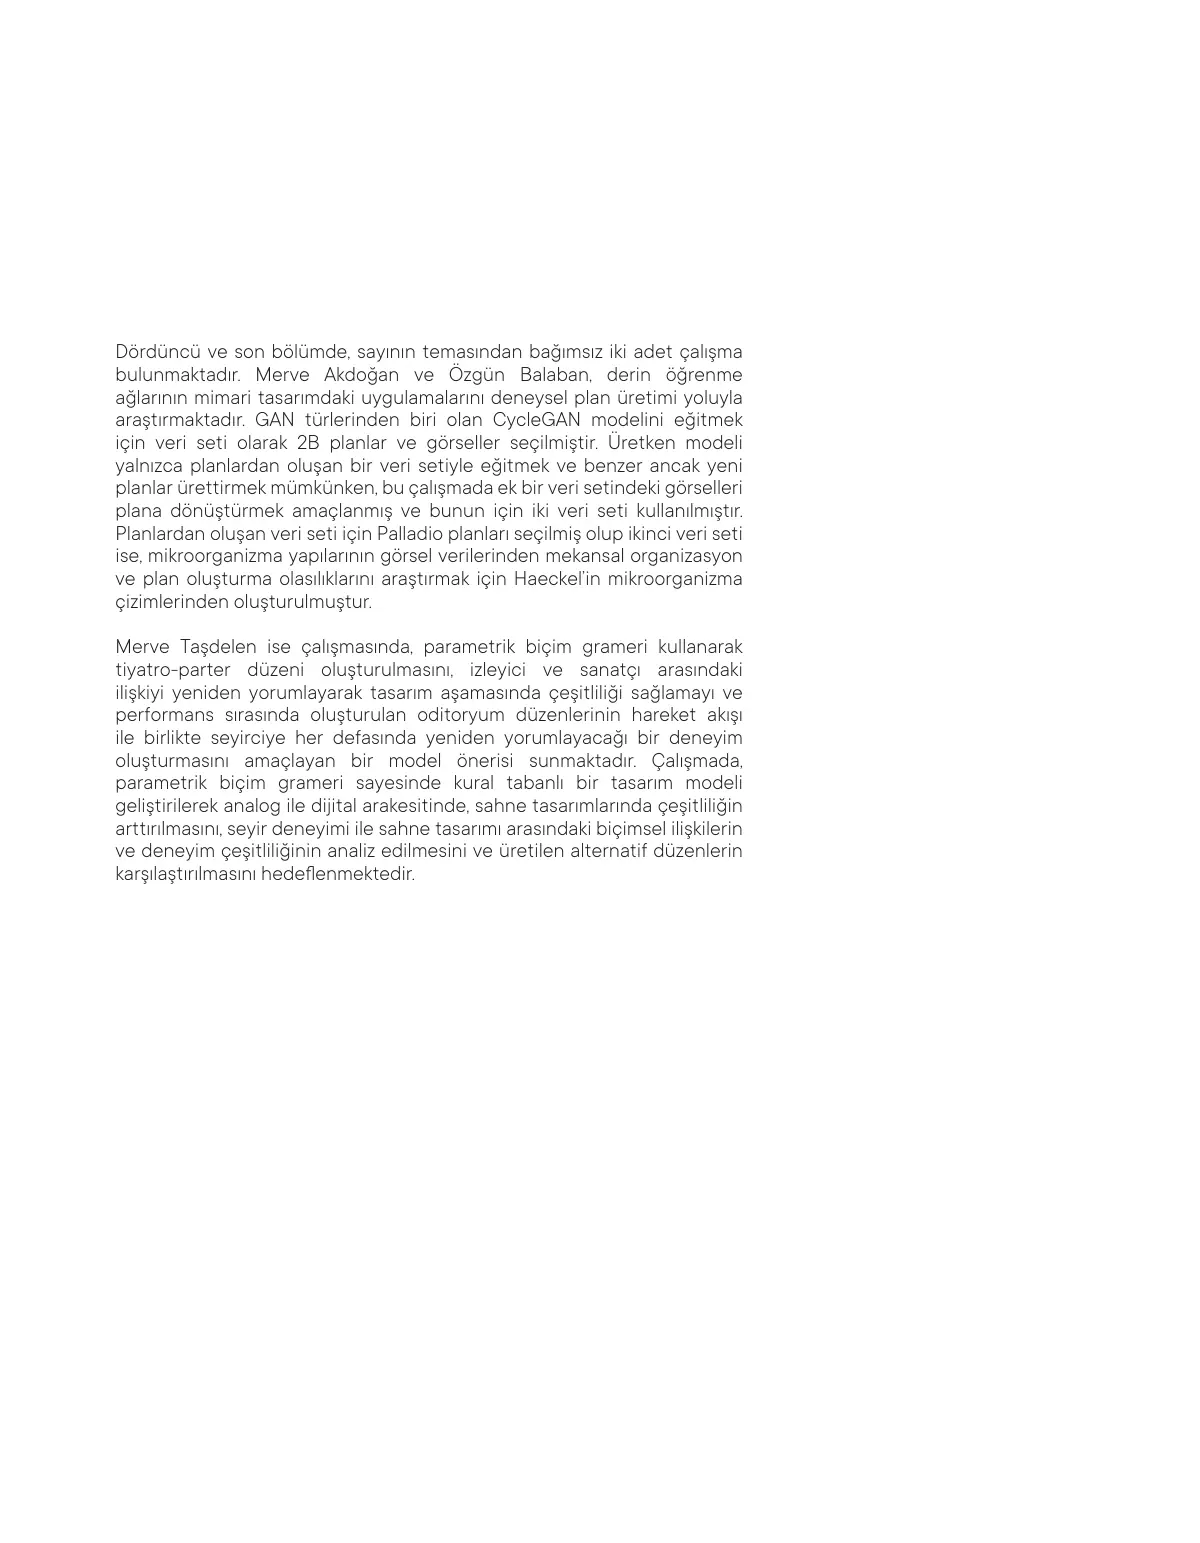 Dördüncü ve son bölümde, sayının temasından bağımsız iki adet çalışma
bulunmaktadır. Merve Akdoğan ve Özgün Balaban, derin öğrenme
ağlarının mimari tasarımdaki uygulamalarını deneysel plan üretimi yoluyla
araştırmaktadır. GAN türlerinden biri olan CycleGAN modelini eğitmek
için veri seti olarak 2B planlar ve görseller seçilmiştir. Üretken modeli
yalnızca planlardan oluşan bir veri setiyle eğitmek ve benzer ancak yeni
planlar ürettirmek mümkünken, bu çalışmada ek bir veri setindeki görselleri
plana dönüştürmek amaçlanmış ve bunun için iki veri seti kullanılmıştır.
Planlardan oluşan veri seti için Palladio planları seçilmiş olup ikinci veri seti
ise, mikroorganizma yapılarının görsel verilerinden mekansal organizasyon
ve plan oluşturma olasılıklarını araştırmak için Haeckel’in mikroorganizma
çizimlerinden oluşturulmuştur.
Merve Taşdelen ise çalışmasında, parametrik biçim grameri kullanarak
tiyatro-parter düzeni oluşturulmasını, izleyici ve sanatçı arasındaki
ilişkiyi yeniden yorumlayarak tasarım aşamasında çeşitliliği sağlamayı ve
performans sırasında oluşturulan oditoryum düzenlerinin hareket akışı
ile birlikte seyirciye her defasında yeniden yorumlayacağı bir deneyim
oluşturmasını amaçlayan bir model önerisi sunmaktadır. Çalışmada,
parametrik biçim grameri sayesinde kural tabanlı bir tasarım modeli
geliştirilerek analog ile dijital arakesitinde, sahne tasarımlarında çeşitliliğin
arttırılmasını, seyir deneyimi ile sahne tasarımı arasındaki biçimsel ilişkilerin
ve deneyim çeşitliliğinin analiz edilmesini ve üretilen alternatif düzenlerin
karşılaştırılmasını hedeflenmektedir.